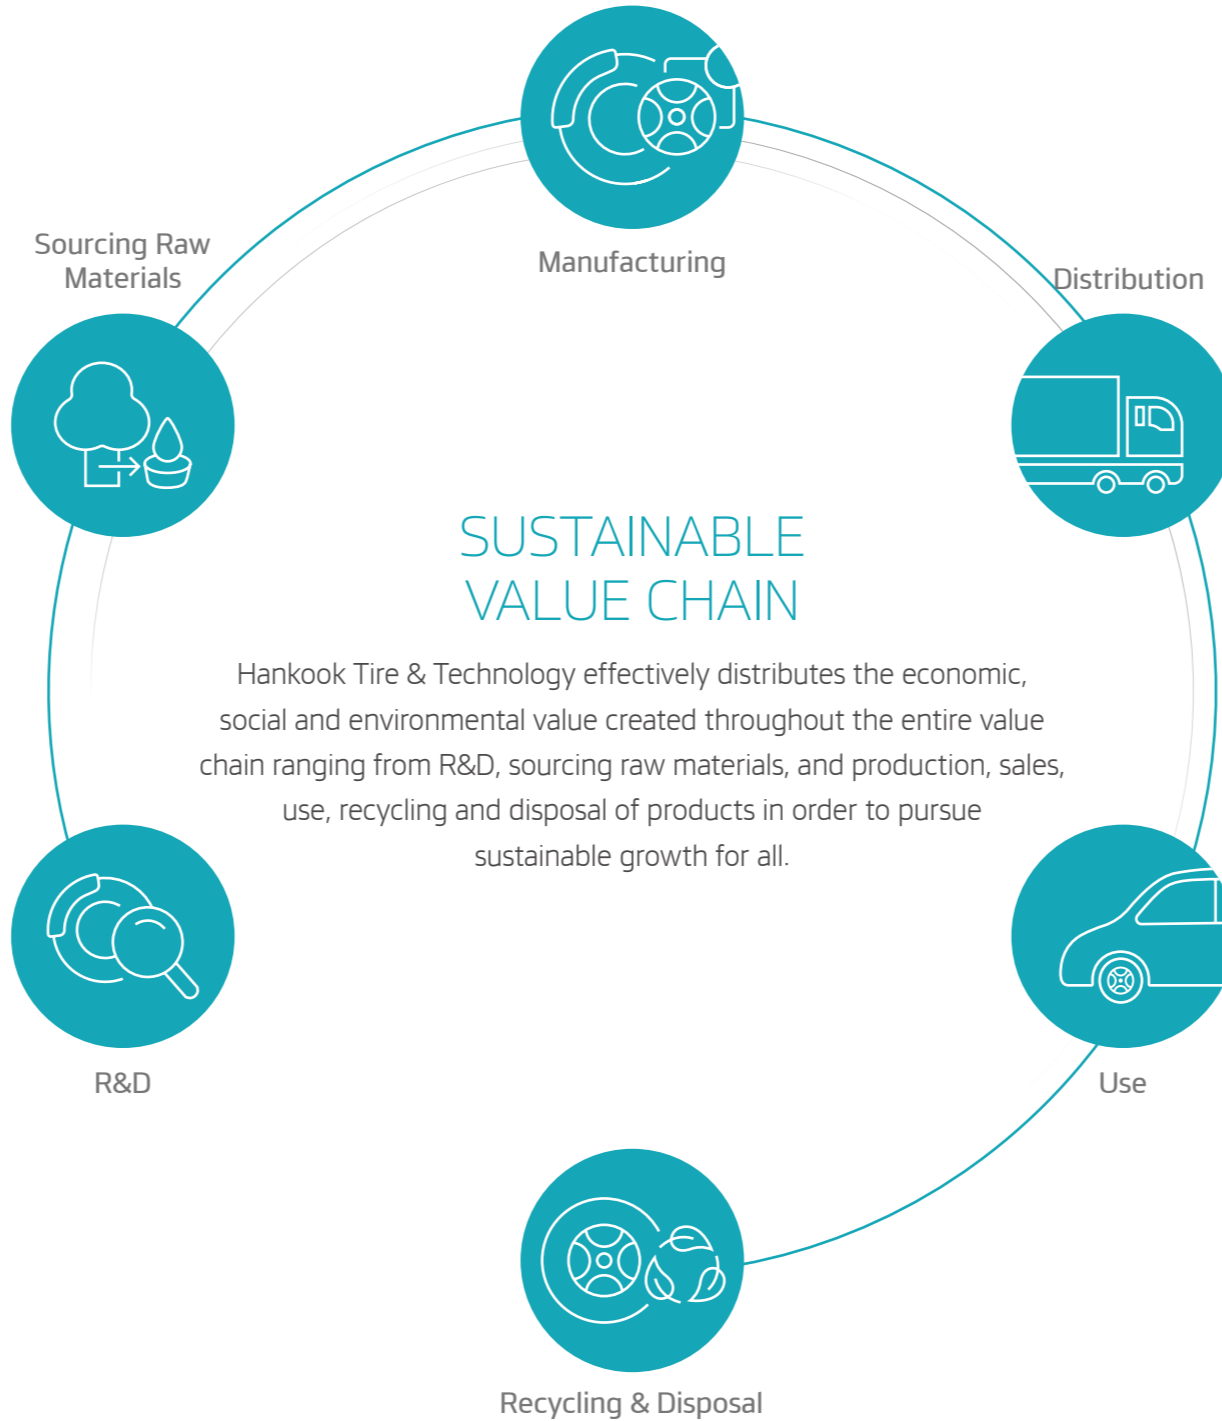 Manufacturing
Sourcing Raw
Materials
Distribution
SUSTAINABLE
VALUE CHAIN
Hankook Tire & Technology effectively distributes the economic,
social and environmental value created throughout the entire value
chain ranging from R&D, sourcing raw materials, and production, sales,
use, recycling and disposal of products in order to pursue
sustainable growth for all.
R&D
Use
Recycling & Disposal